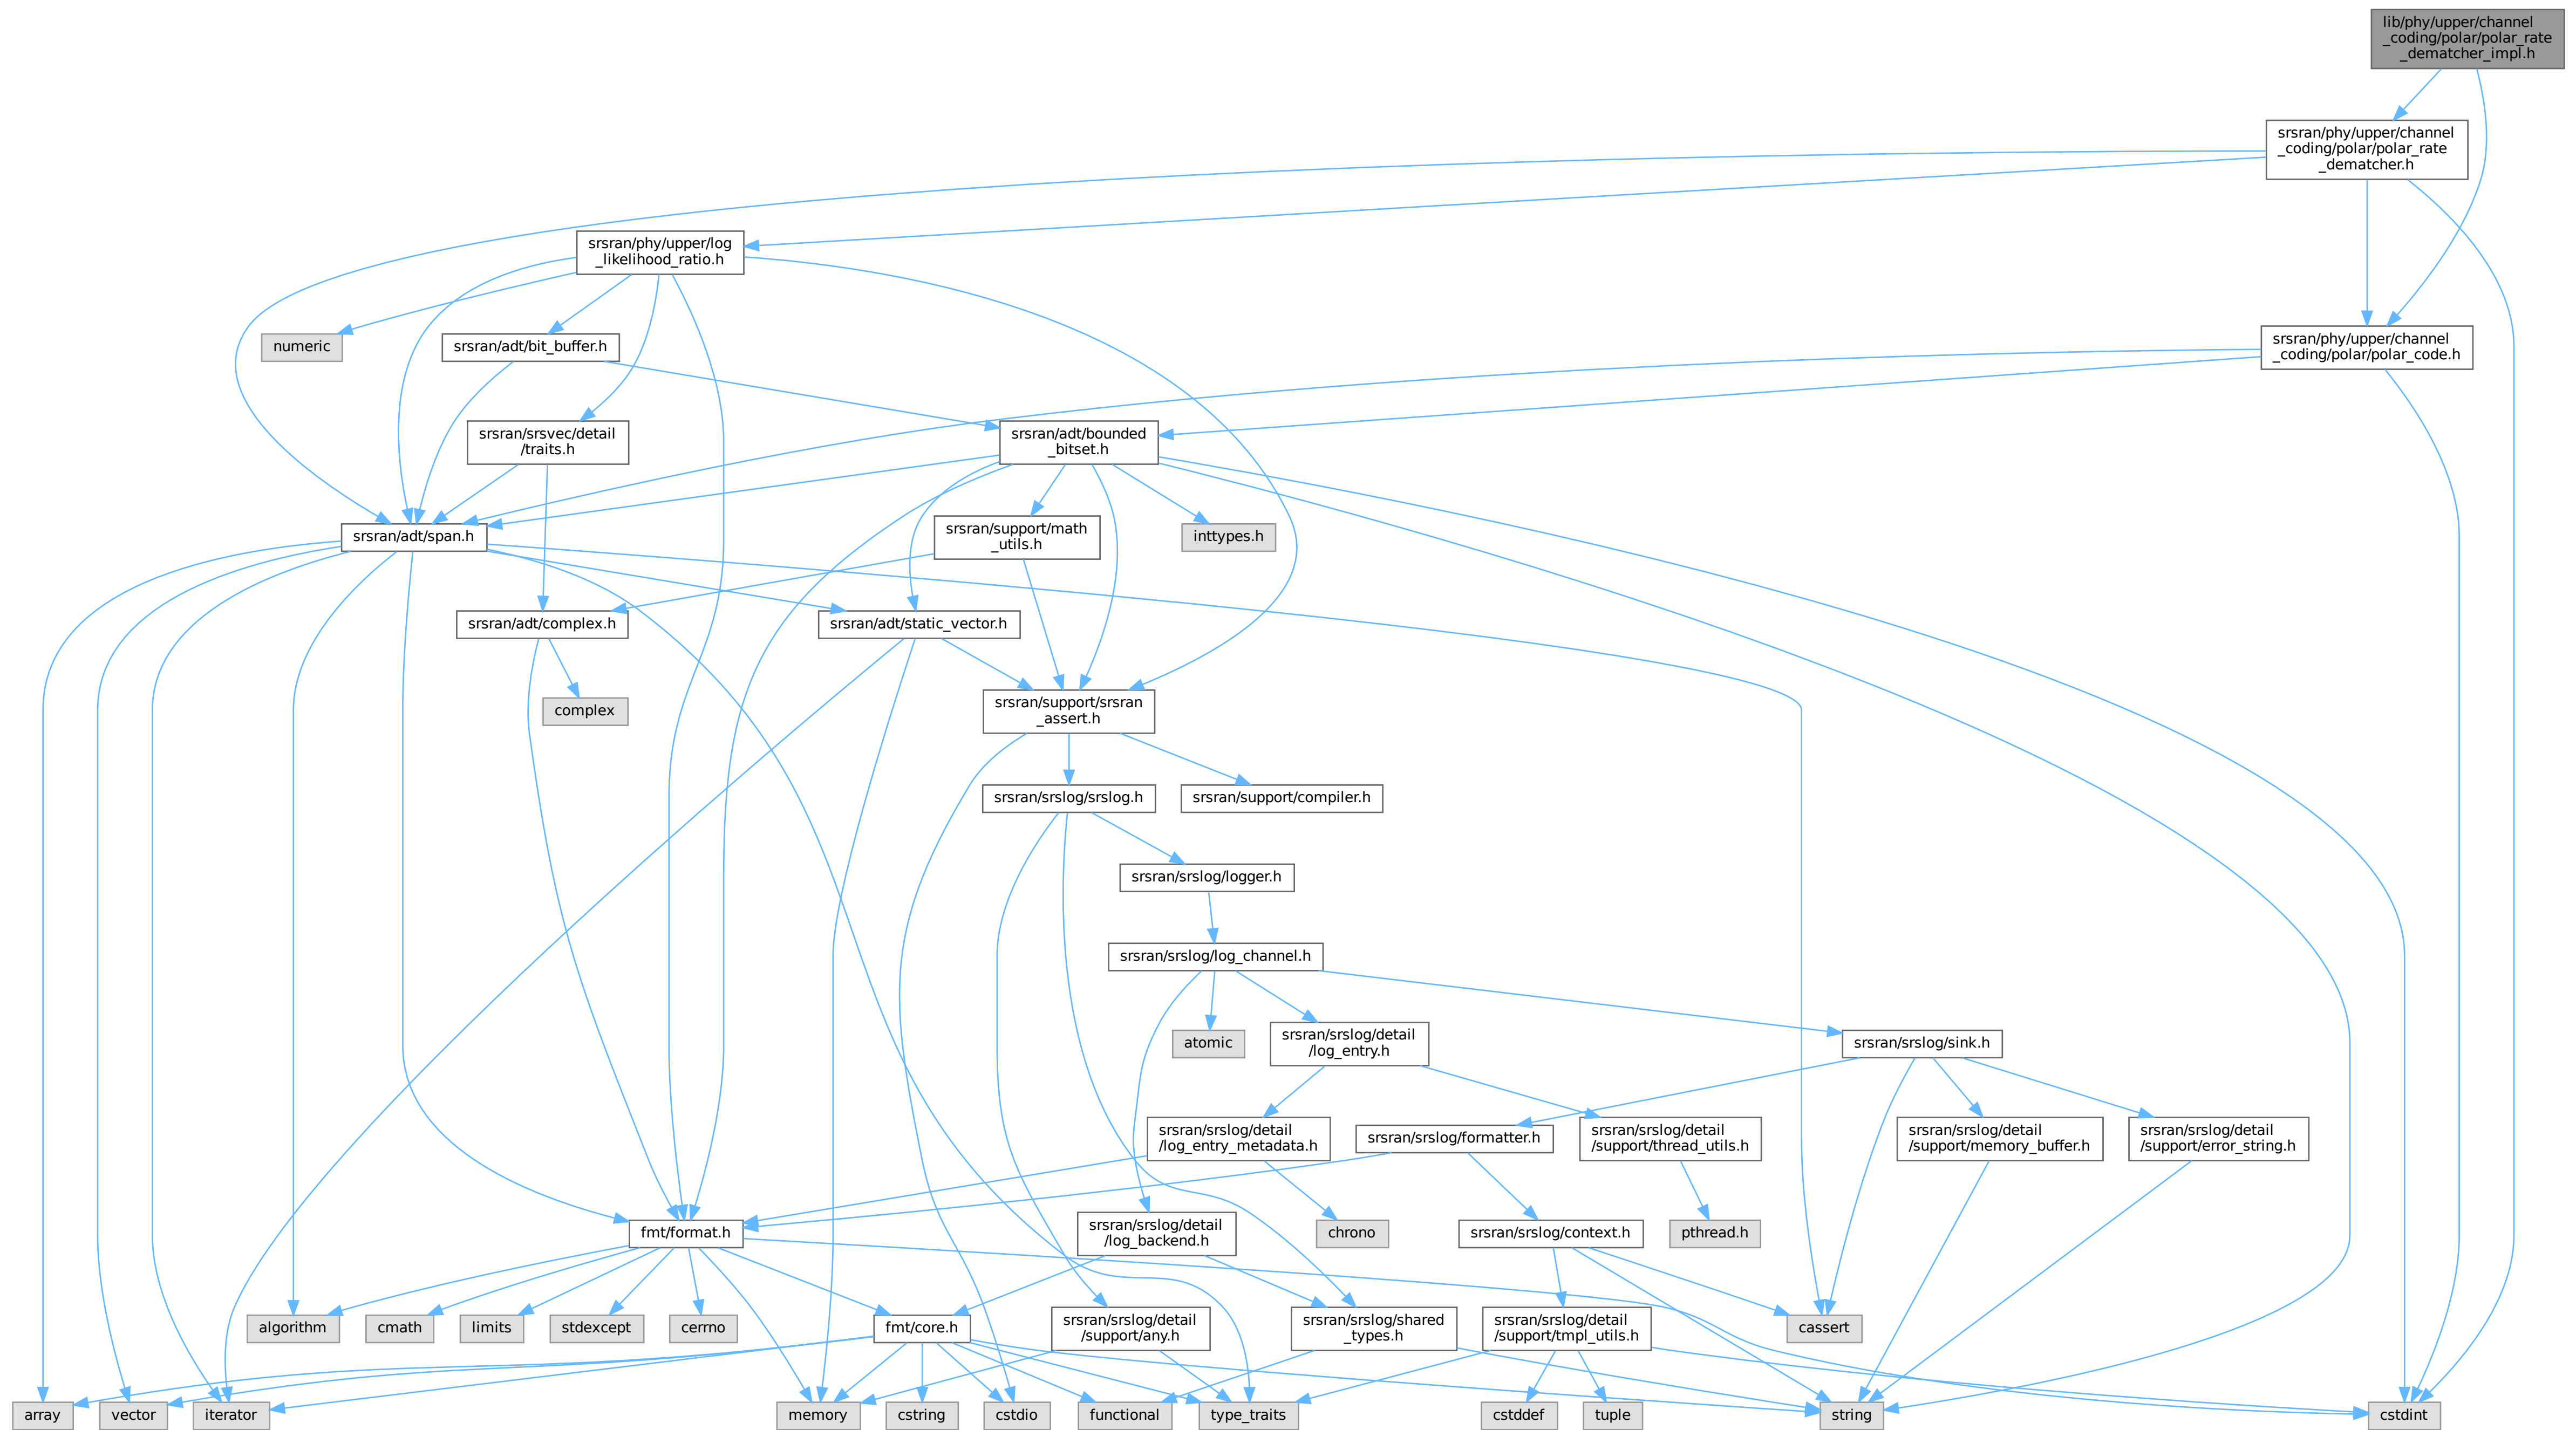 lib/phy/upper/channel
_coding/polar/polar_rate
_dematcher_impl.h
srsran/phy/upper/channel
_coding/polar/polar_rate
_dematcher.h
srsran/phy/upper/log
_likelihood_ratio.h
numeric
srsran/adt/bit_buffer.h
srsran/phy/upper/channel
_coding/polar/polar_code.h
srsran/srsvec/detail
/traits.h
srsran/adt/bounded
_bitset.h
srsran/adt/span.h
srsran/support/math
_utils.h
inttypes.h
srsran/adt/complex.h
srsran/adt/static_vector.h
complex
srsran/support/srsran
_assert.h
srsran/srslog/srslog.h
srsran/support/compiler.h
srsran/srslog/logger.h
srsran/srslog/log_channel.h
atomic
srsran/srslog/detail
/log_entry.h
srsran/srslog/sink.h
srsran/srslog/detail
/log_entry_metadata.h
srsran/srslog/formatter.h
srsran/srslog/detail
/support/thread_utils.h
srsran/srslog/detail
/support/memory_buffer.h
srsran/srslog/detail
/support/error_string.h
fmt/format.h
srsran/srslog/detail
/log_backend.h
chrono
srsran/srslog/context.h
pthread.h
algorithm
cmath
limits
stdexcept
cerrno
fmt/core.h
srsran/srslog/detail
/support/any.h
srsran/srslog/shared
_types.h
srsran/srslog/detail
/support/tmpl_utils.h
cassert
array
vector
iterator
memory
cstring
cstdio
functional
type_traits
cstddef
tuple
string
cstdint